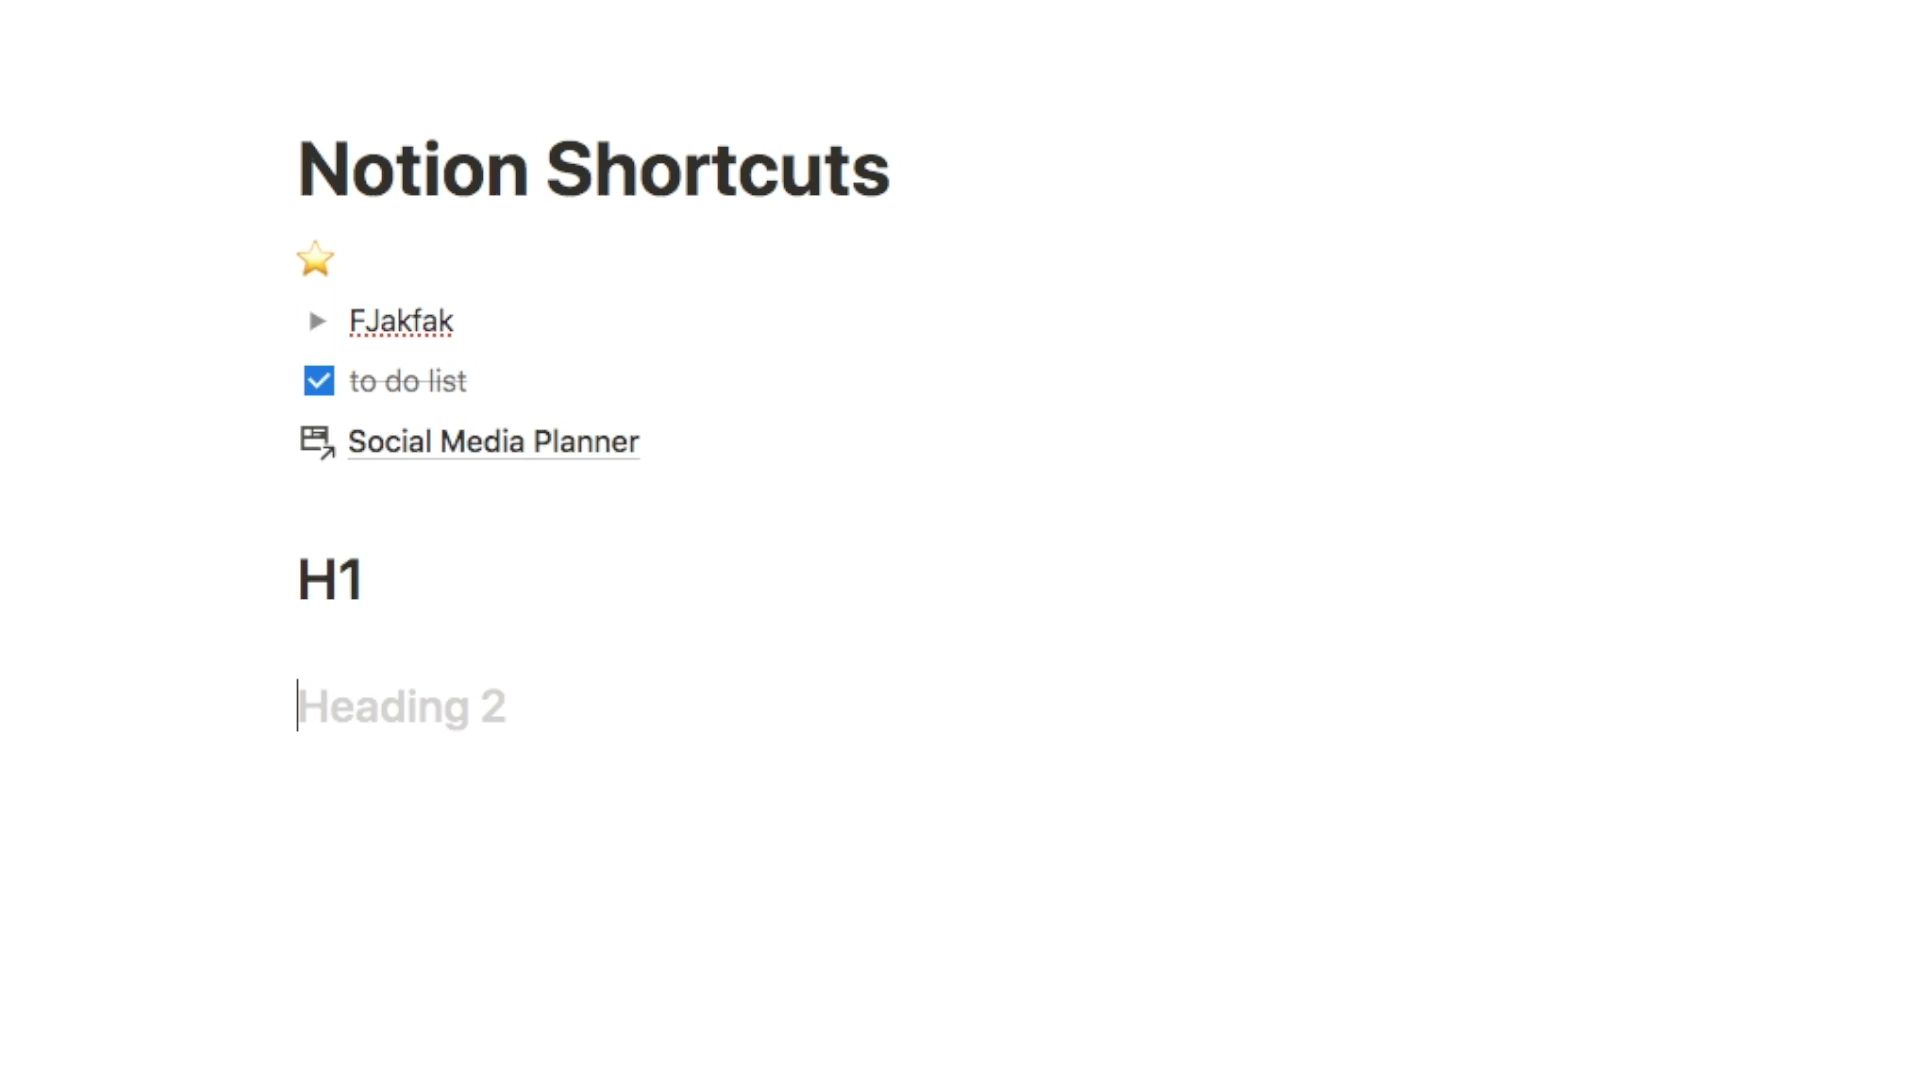 Notion Shortcuts
⭐
FJakfak
to do list
Social Media Planner
H1
Heading 2